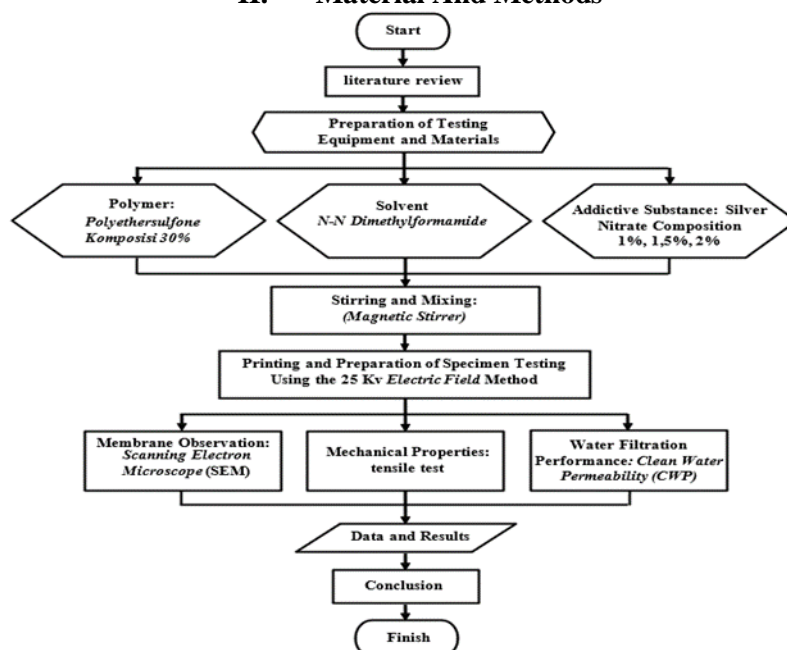 II. Material And Methods
Start
literature review
Preparation of Testing
Equipment and Materials
Polymer:
Polyethersulfone
Komposisi 30%
Solvent
N-N Dimethylformamide
Addictive Substance: Silver
Nitrate Composition
1%, 1,5%, 2%
Stirring and Mixing:
(Magnetic Stirrer)
Printing and Preparation of Specimen Testing
Using the 25 Kv Electric Field Method
Membrane Observation:
Scanning Electron
Microscope (SEM)
Mechanical Properties:
tensile test
Water Filtration
Performance: Clean Water
Permeability (CWP)
Data and Results
Conclusion
Finish